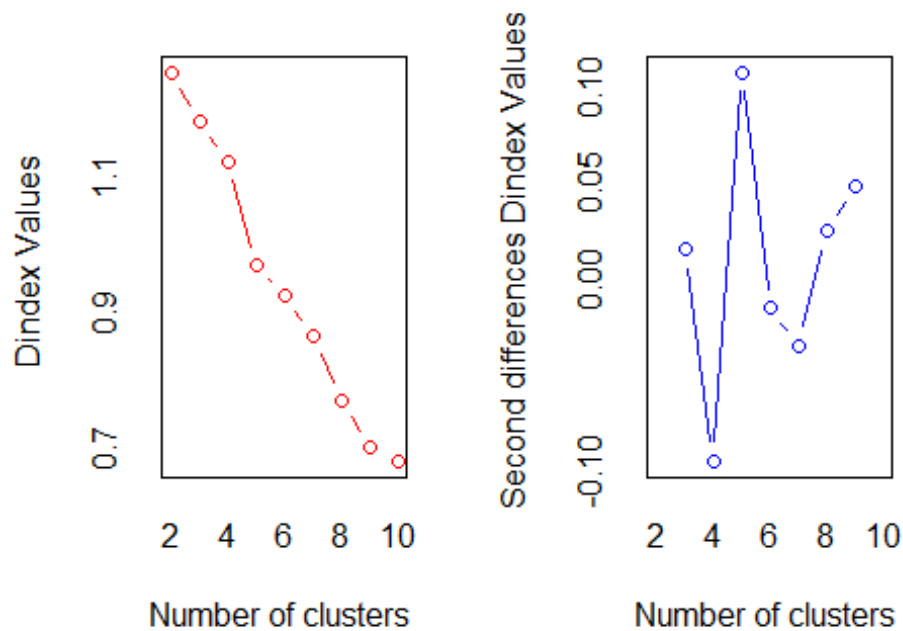 Dindex Values
0.7 0.9 1.1
2 4 6 8 10
Number of clusters
Second differences Dindex Values
-0.10 0.00 0.05 0.10
2 4 6 8 10
Number of clusters